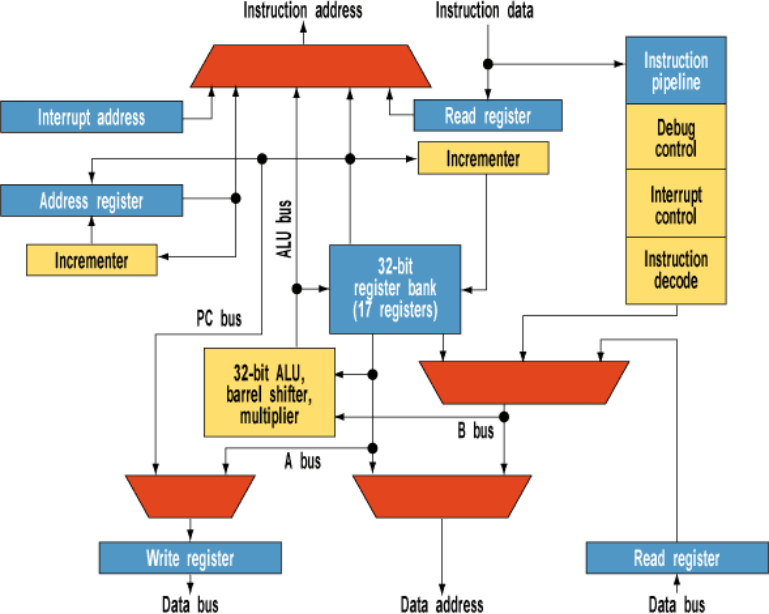 Instruction address
Instruction data
Instruction
pipeline
Interrupt address
Read register
Debug
control
Incrementer
Address register
Interrupt
control
ALU bus
Incrementer
32-bit
register bank
(17 registers)
Instruction
decode
PC bus
32-bit ALU,
barrel shifter,
multiplier
B bus
A bus
Write register
Read register
Data bus
Data address
Data bus